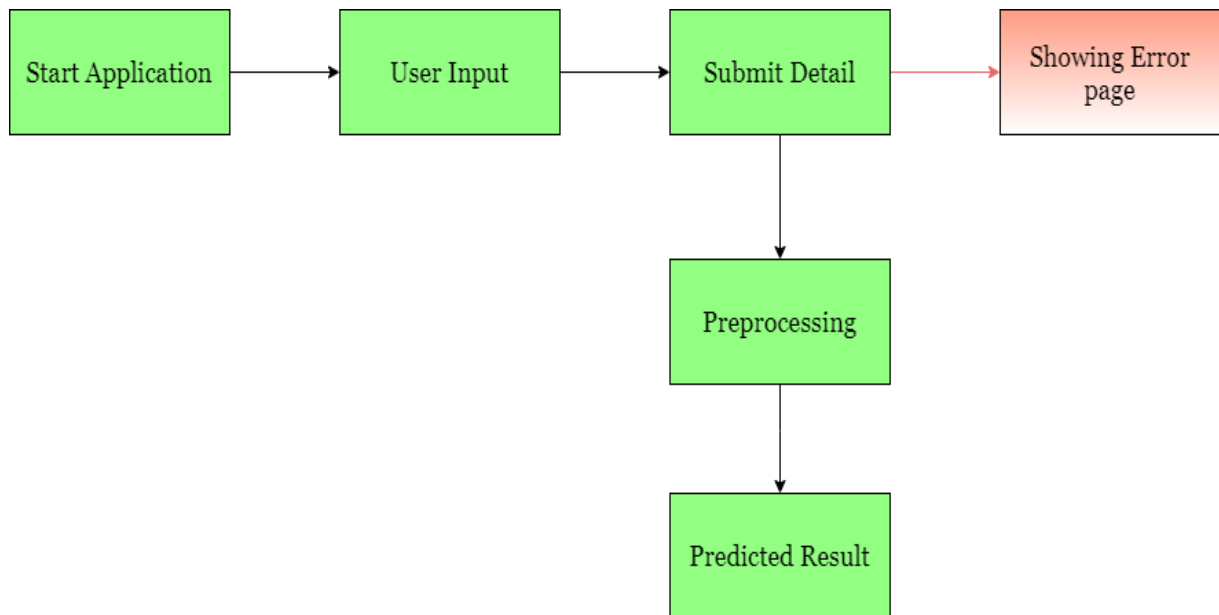 Start Application
User Input
Submit Detail
Showing Error
page
Preprocessing
Predicted Result